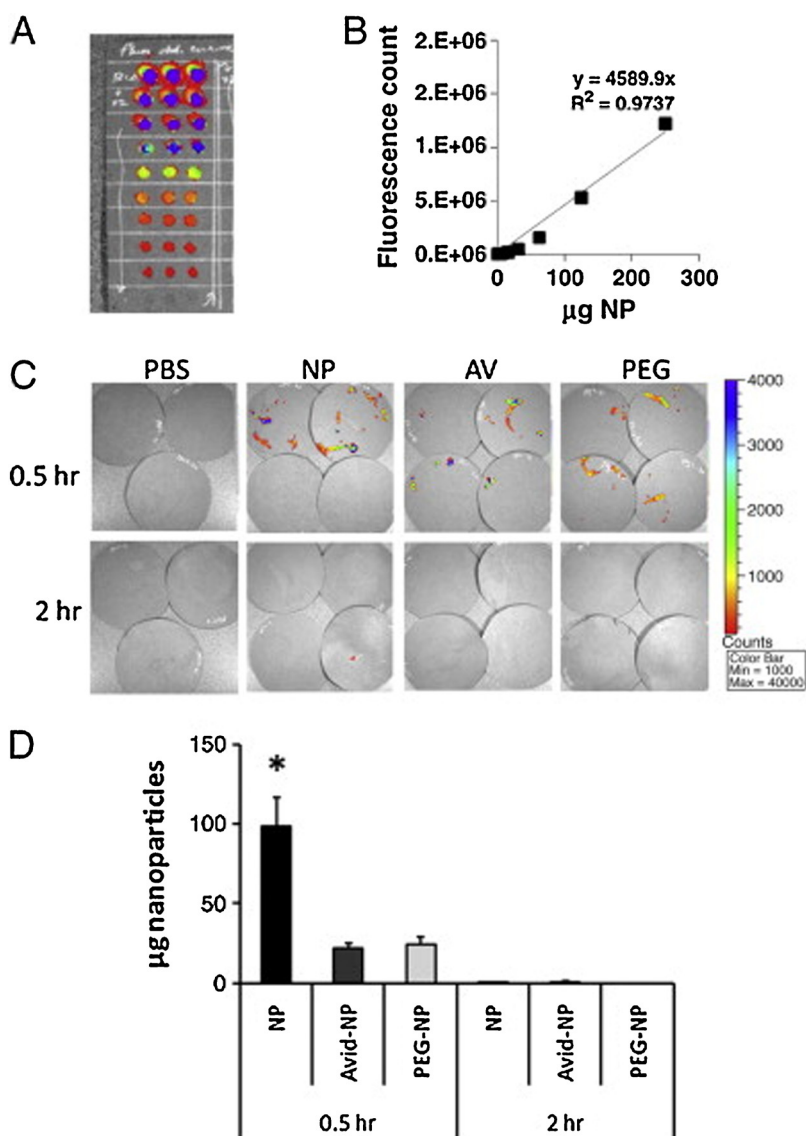 A
B
2.E+06
2.E+06
1.E+06
5.E+06
0.E+06
Fluorescence count
y = 4589.9x
R² = 0.9737
0 100 200 300
µg NP
C
PBS NP AV PEG
0.5 hr
2 hr
4000
3000
2000
1000
Counts
Color Bar
Min = 1000
Max = 40000
D
150
100
50
0
µg nanoparticles
*
NP Avid-NP PEG-NP NP Avid-NP PEG-NP
0.5 hr 2 hr